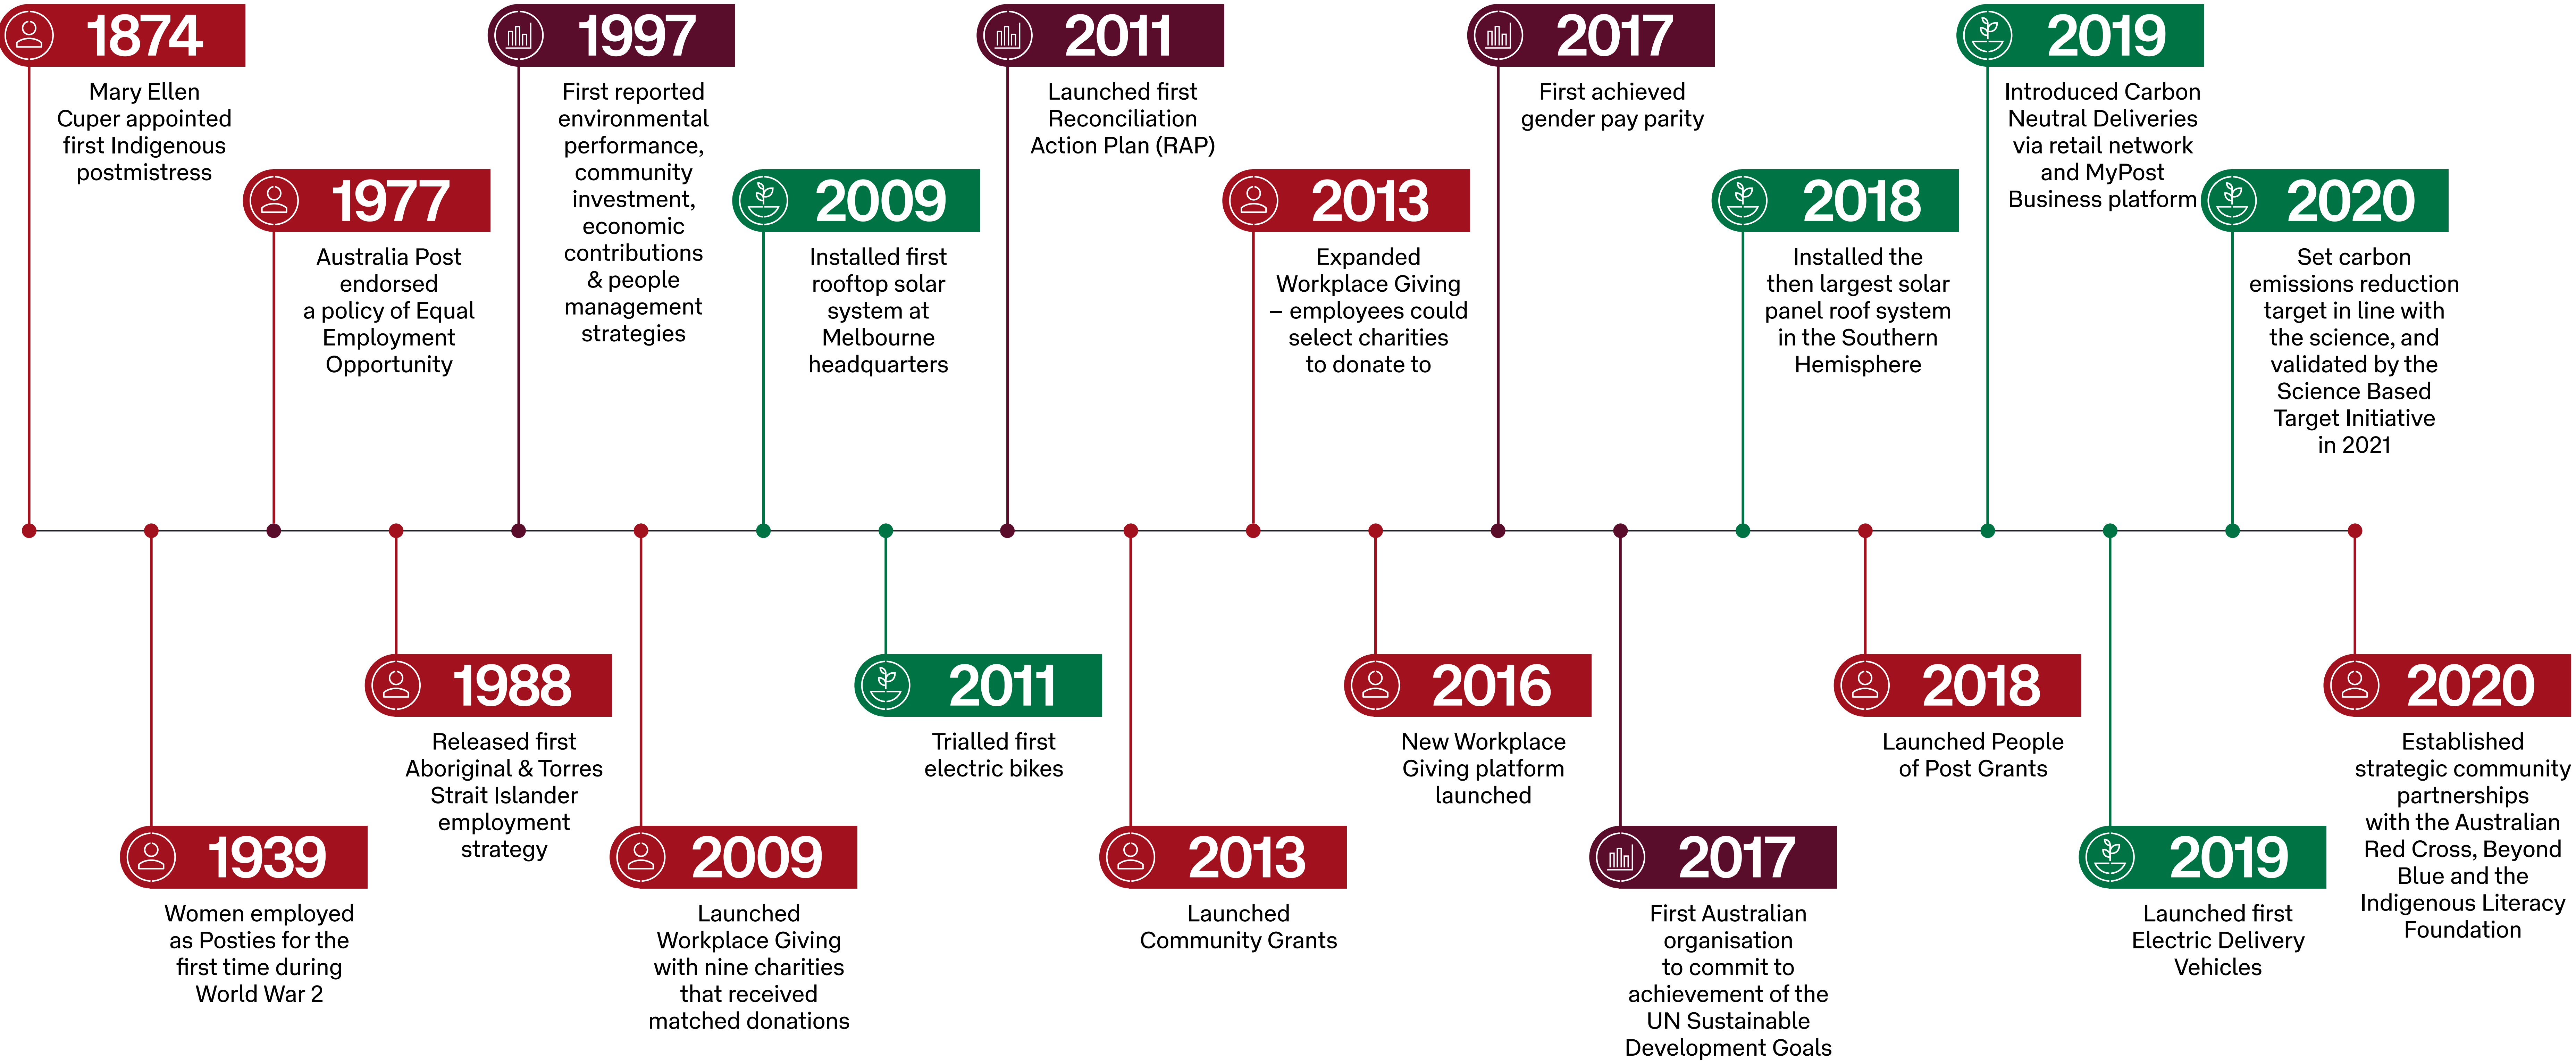 1874
Mary Ellen
Cuper appointed
first Indigenous
postmistress
1939
Women employed
as Posties for the
first time during
World War 2
1977
Australia Post
endorsed
a policy of Equal
Employment
Opportunity
1988
Released first
Aboriginal & Torres
Strait Islander
employment
strategy
1997
First reported
environmental
performance,
community
investment,
economic
contributions
& people
management
strategies
2009
Launched
Workplace Giving
with nine charities
that received
matched donations
2009
Installed first
rooftop solar
system at
Melbourne
headquarters
2011
Trialled first
electric bikes
2011
Launched first
Reconciliation
Action Plan (RAP)
2013
Launched
Community Grants
2013
Expanded
Workplace Giving
– employees could
select charities
to donate to
2016
New Workplace
Giving platform
launched
2017
First achieved
gender pay parity
2017
First Australian
organisation
to commit to
achievement of the
UN Sustainable
Development Goals
2018
Installed the
then largest solar
panel roof system
in the Southern
Hemisphere
2018
Launched People
of Post Grants
2019
Introduced Carbon
Neutral Deliveries
via retail network
and MyPost
Business platform
2019
Launched first
Electric Delivery
Vehicles
2020
Set carbon
emissions reduction
target in line with
the science, and
validated by the
Science Based
Target Initiative
in 2021
2020
Established
strategic community
partnerships
with the Australian
Red Cross, Beyond
Blue and the
Indigenous Literacy
Foundation